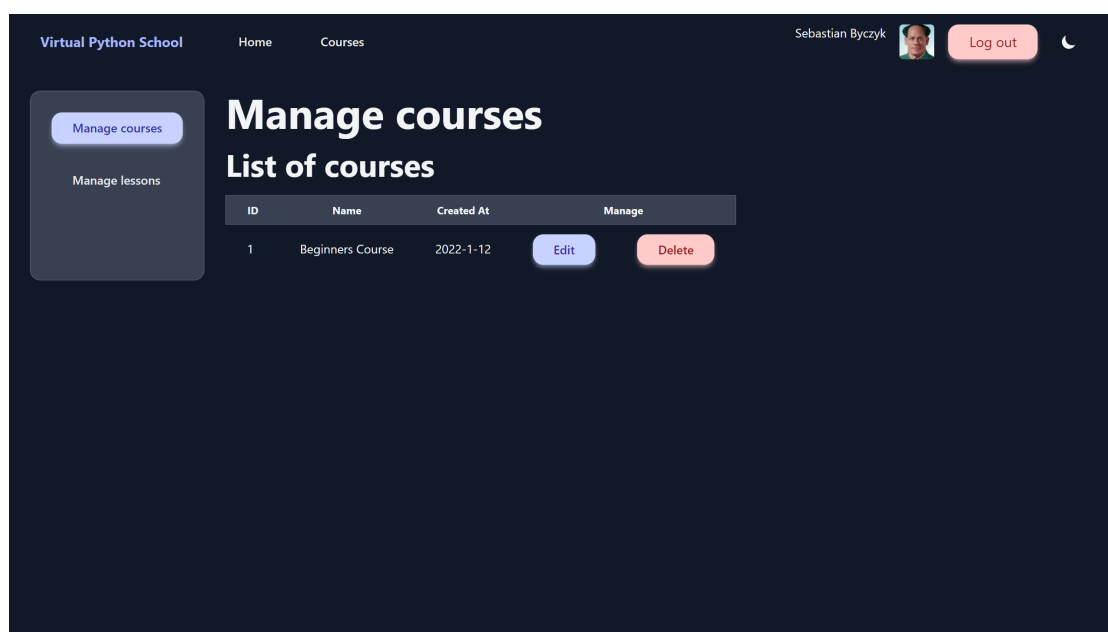 Virtual Python School Home Courses Sebastian Byczyk Log out
Manage courses
Manage lessons
Manage courses
List of courses
ID Name Created At Manage
1 Beginners Course 2022-1-12 Edit Delete